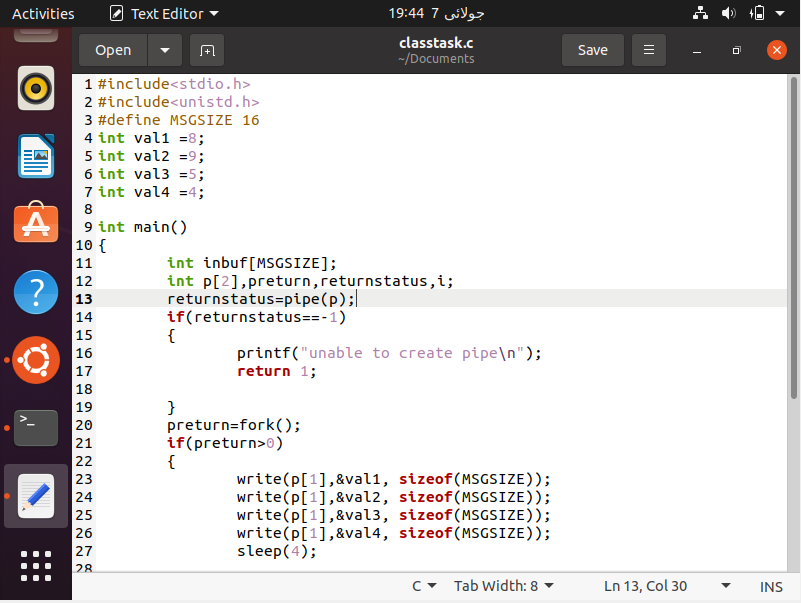 Activities Text Editor 19:44 7 جولائی
Open classtask.c Save
~/Documents
1 #include<stdio.h>
2 #include<unistd.h>
3 #define MSGSIZE 16
4 int val1 =8;
5 int val2 =9;
6 int val3 =5;
7 int val4 =4;
8
9 int main()
10 {
11 int inbuf[MSGSIZE];
12 int p[2],preturn,returnstatus,i;
13 returnstatus=pipe(p);
14 if(returnstatus==-1)
15 {
16 printf("unable to create pipe\n");
17 return 1;
18
19 }
20 preturn=fork();
21 if(preturn>0)
22 {
23 write(p[1],&val1, sizeof(MSGSIZE));
24 write(p[1],&val2, sizeof(MSGSIZE));
25 write(p[1],&val3, sizeof(MSGSIZE));
26 write(p[1],&val4, sizeof(MSGSIZE));
27 sleep(4);
28
C Tab Width: 8 Ln 13, Col 30 INS